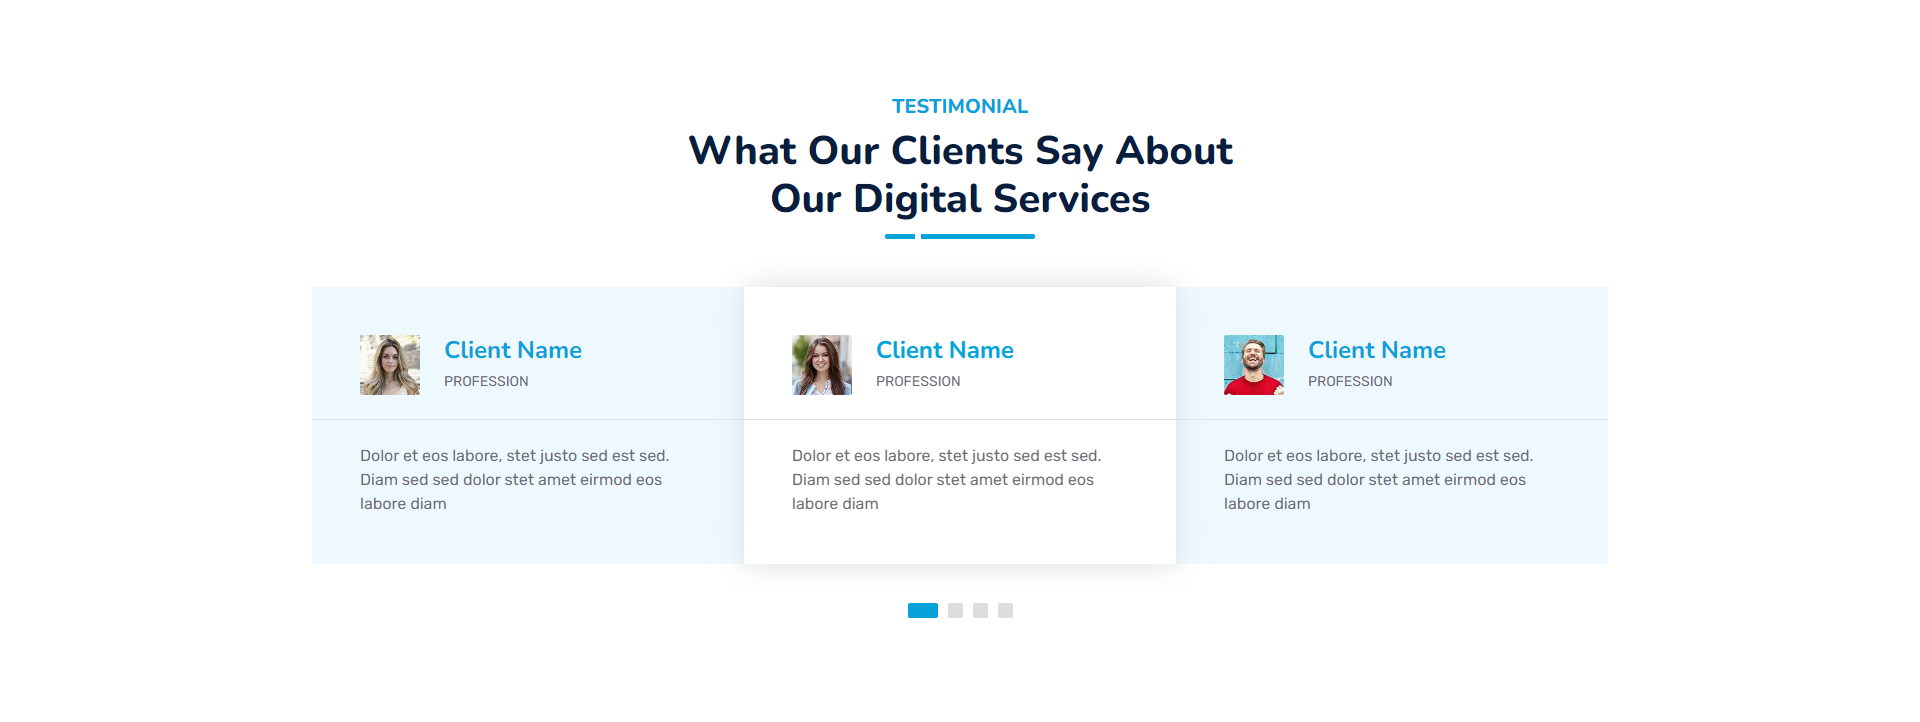 TESTIMONIAL
What Our Clients Say About
Our Digital Services
Client Name
PROFESSION
Dolor et eos labore, stet justo sed est sed.
Diam sed sed dolor stet amet eirmod eos
labore diam
Client Name
PROFESSION
Dolor et eos labore, stet justo sed est sed.
Diam sed sed dolor stet amet eirmod eos
labore diam
Client Name
PROFESSION
Dolor et eos labore, stet justo sed est sed.
Diam sed sed dolor stet amet eirmod eos
labore diam